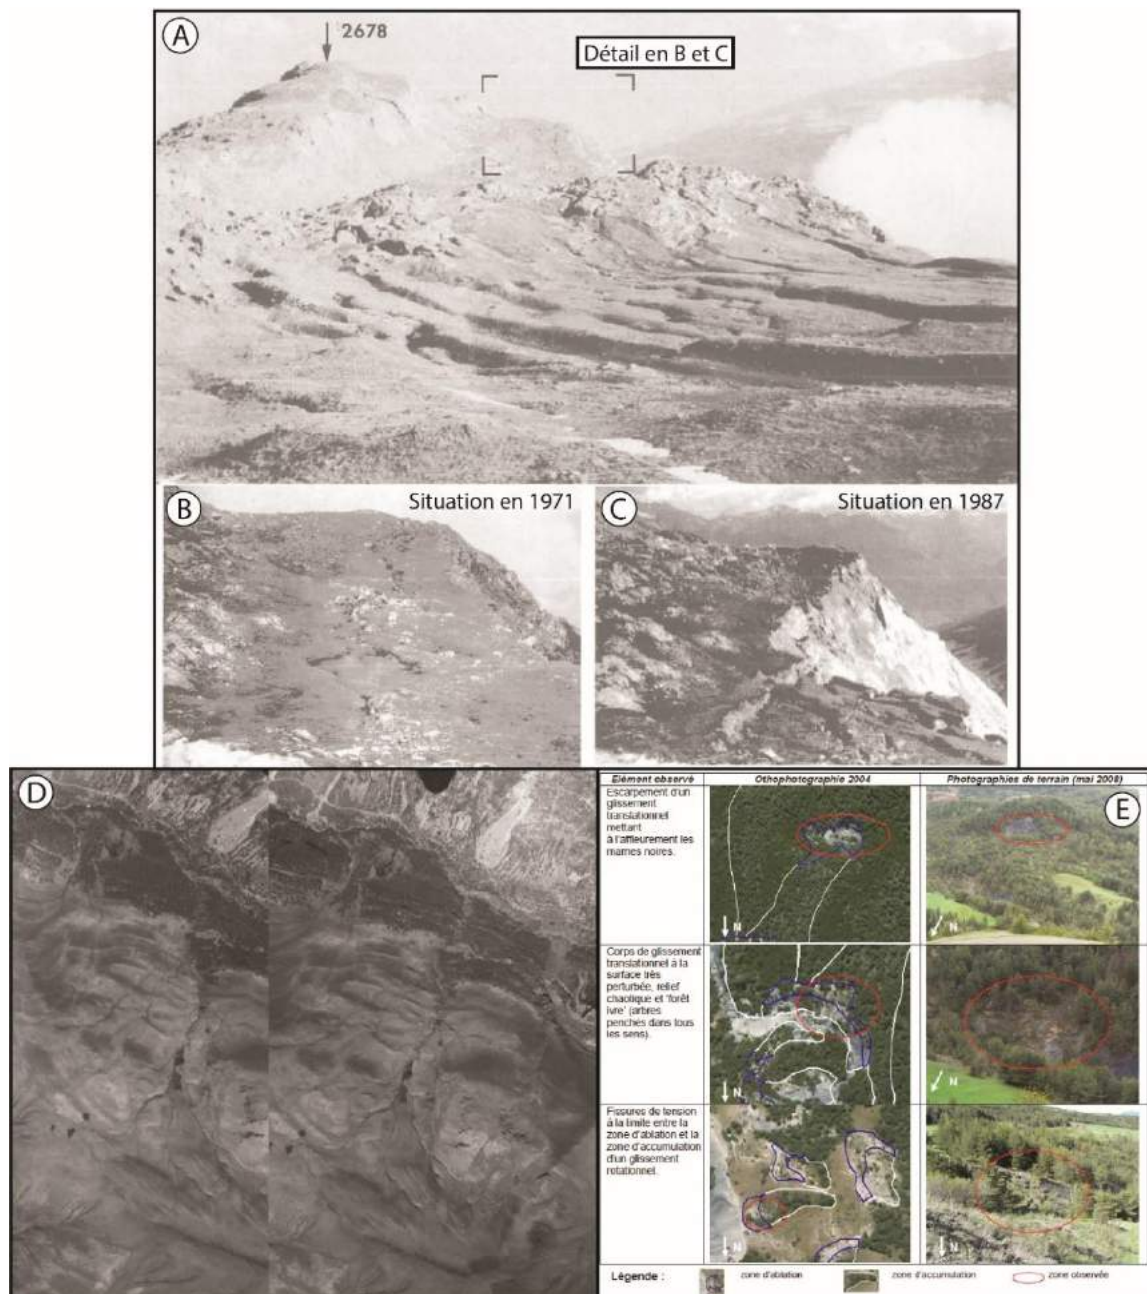 A
2678
Détail en B et C
B
Situation en 1971
C
Situation en 1987
D
E
Elément observé
Othophotographie 2004
Photographies de terrain (mai 2008)
Escarpement d'un
glissement
translationnel
mettant
à l'affleurement les
marnes noires.
N
N
Corps de glissement
translationnel à la
surface très
perturbée, relief
chaotique et 'forêt
ivre' (arbres
penchés dans tous
les sens).
N
N
Fissures de tension
à la limite entre la
zone d'ablation et la
zone d'accumulation
d'un glissement
rotationnel.
N
N
Légende :
zone d'ablation
zone d'accumulation
zone observée